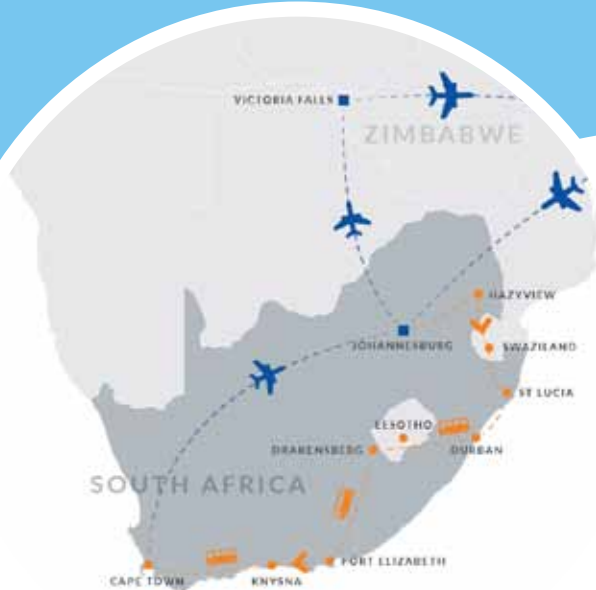 VICTORIA FALLS
ZIMBABWE
HAZYVIEW
JOHANNESBURG
SWAZILAND
ST LUCIA
LESOTHO
DRAKENSBERG
DURBAN
SOUTH AFRICA
PORT ELIZABETH
CAPE TOWN
KNYSNA